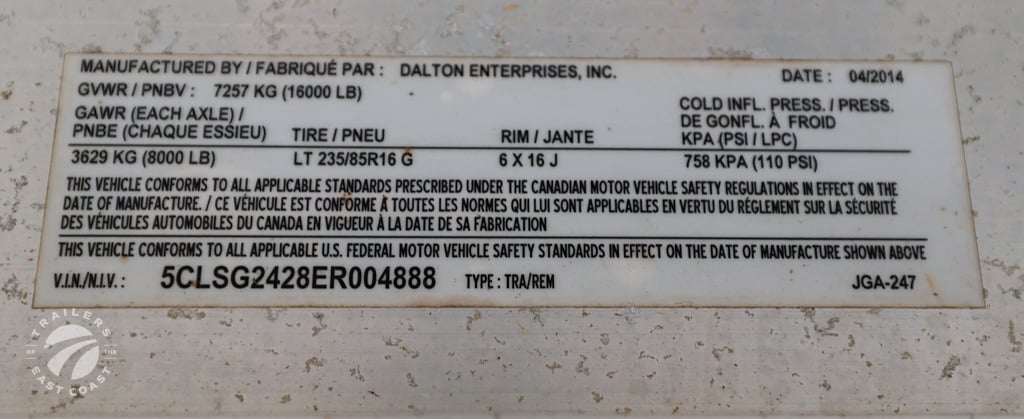 MANUFACTURED BY / FABRIQUÉ PAR : DALTON ENTERPRISES, INC. DATE : 04/2014
GVWR / PNBV : 7257 KG (16000 LB)
GAWR (EACH AXLE) /
PNBE (CHAQUE ESSIEU) TIRE / PNEU RIM / JANTE
COLD INFL. PRESS. / PRESS.
DE GONFL. À FROID
KPA (PSI / LPC)
3629 KG (8000 LB) LT 235/85R16 G 6 X 16 J 758 KPA (110 PSI)
THIS VEHICLE CONFORMS TO ALL APPLICABLE STANDARDS PRESCRIBED UNDER THE CANADIAN MOTOR VEHICLE SAFETY REGULATIONS IN EFFECT ON THE
DATE OF MANUFACTURE. / CE VÉHICULE EST CONFORME À TOUTES LES NORMES QUI LUI SONT APPLICABLES EN VERTU DU RÉGLEMENT SUR LA SÉCURITÉ
DES VÉHICULES AUTOMOBILES DU CANADA EN VIGUEUR À LA DATE DE SA FABRICATION
THIS VEHICLE CONFORMS TO ALL APPLICABLE U.S. FEDERAL MOTOR VEHICLE SAFETY STANDARDS IN EFFECT ON THE DATE OF MANUFACTURE SHOWN ABOVE
V.I.N./N.I.V. : 5CLSG2428ER004888 TYPE : TRA/REM JGA-247
TRAILERS
OF THE
EAST COAST